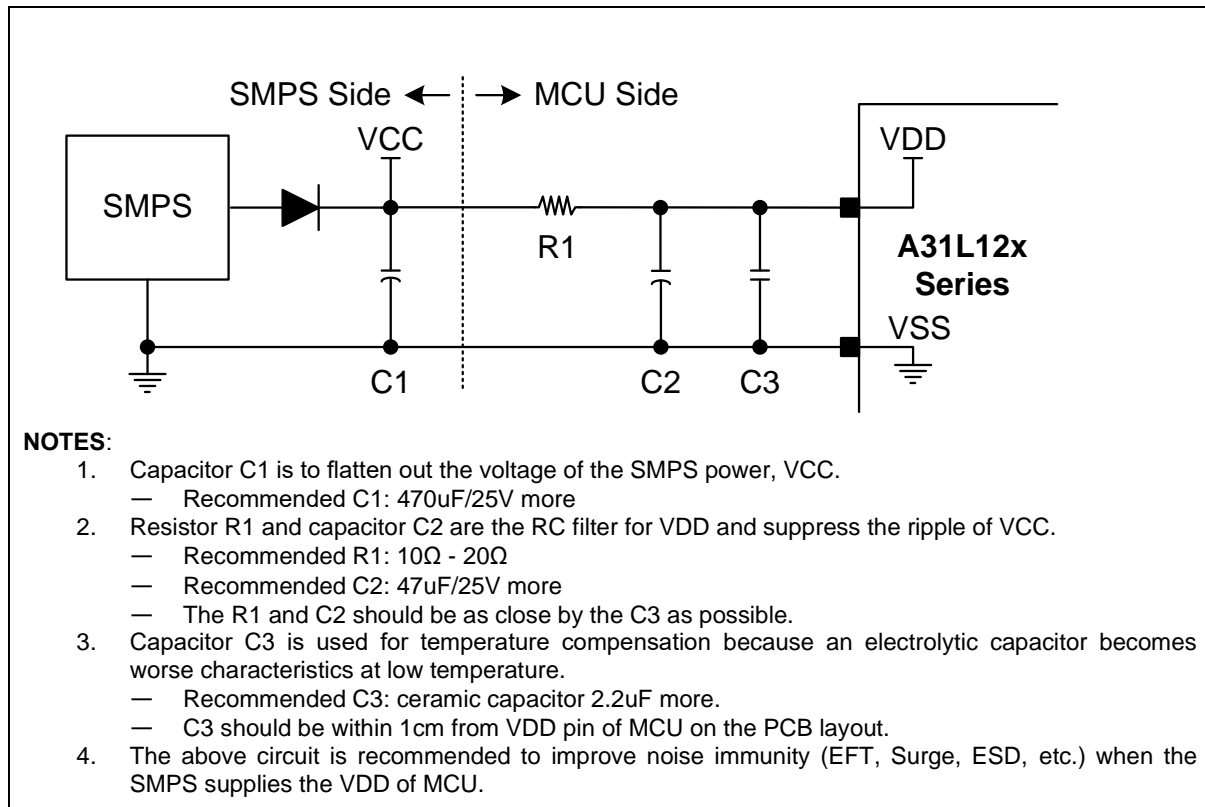 SMPS Side
MCU Side
VCC
VDD
SMPS
R1
A31L12x
Series
VSS
C1
C2
C3
NOTES:
1. Capacitor C1 is to flatten out the voltage of the SMPS power, VCC.
— Recommended C1: 470uF/25V more
2. Resistor R1 and capacitor C2 are the RC filter for VDD and suppress the ripple of VCC.
— Recommended R1: 10Ω - 20Ω
— Recommended C2: 47uF/25V more
— The R1 and C2 should be as close by the C3 as possible.
3. Capacitor C3 is used for temperature compensation because an electrolytic capacitor becomes
worse characteristics at low temperature.
— Recommended C3: ceramic capacitor 2.2uF more.
— C3 should be within 1cm from VDD pin of MCU on the PCB layout.
4. The above circuit is recommended to improve noise immunity (EFT, Surge, ESD, etc.) when the
SMPS supplies the VDD of MCU.